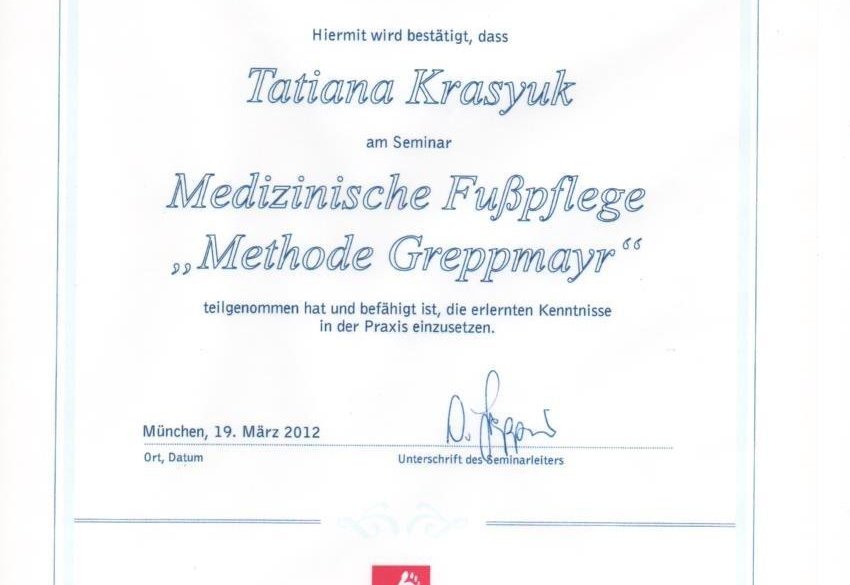 Hiermit wird bestätigt, dass
Tatiana Krasyuk
am Seminar
Medizinische Fußpflege
„Methode Greppmayr“
teilgenommen hat und befähigt ist, die erlernten Kenntnisse
in der Praxis einzusetzen.
München, 19. März 2012
Ort, Datum
Unterschrift des Seminarleiters